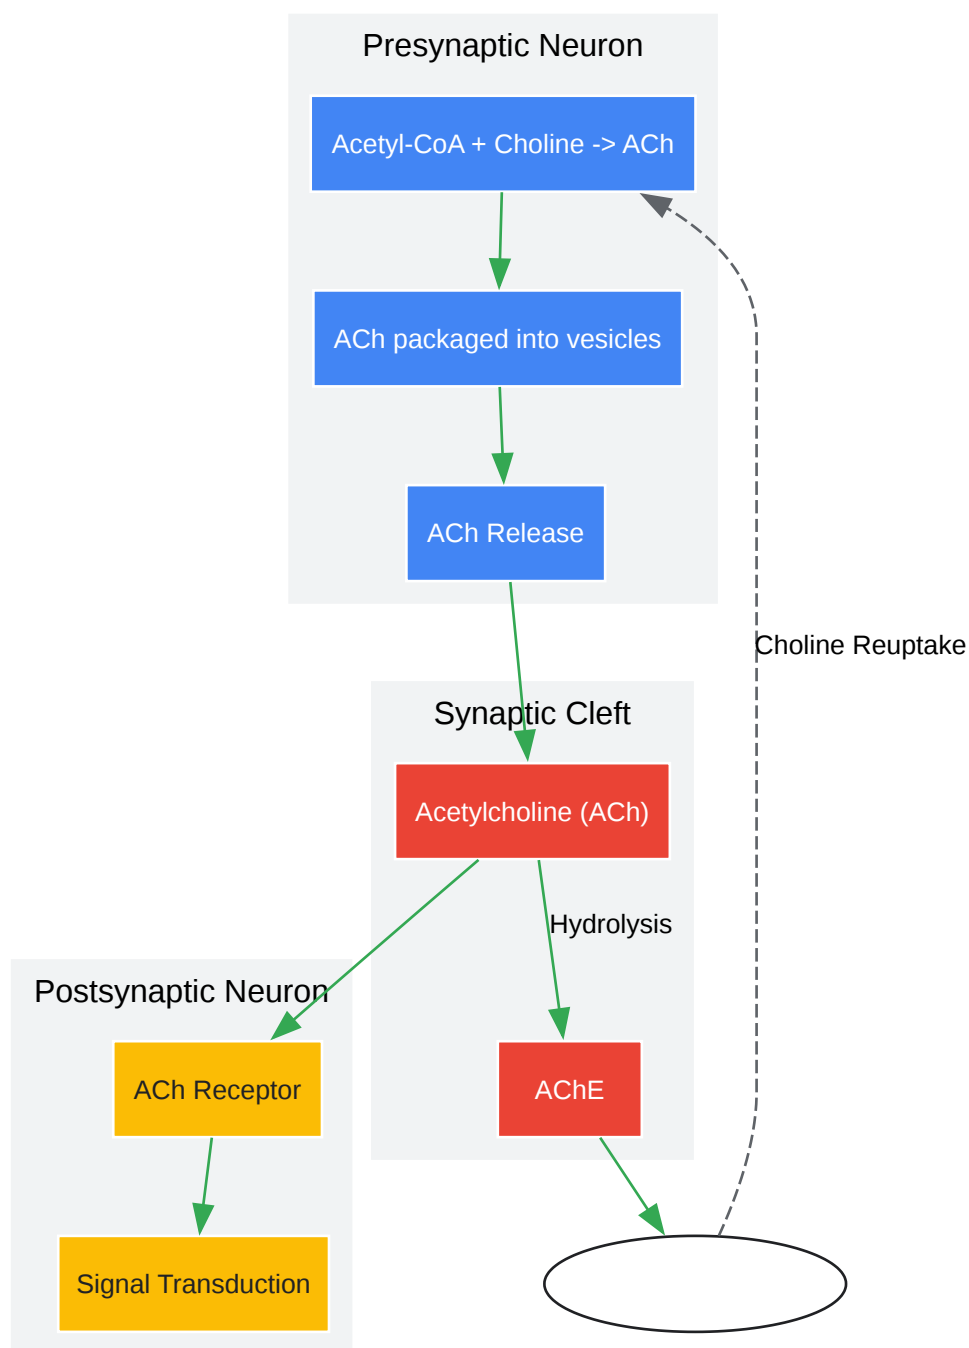 Presynaptic Neuron
Acetyl-CoA + Choline -> ACh
ACh packaged into vesicles
ACh Release
Choline Reuptake
Synaptic Cleft
Acetylcholine (ACh)
Hydrolysis
Postsynaptic Neuron
ACh Receptor
AChE
Signal Transduction